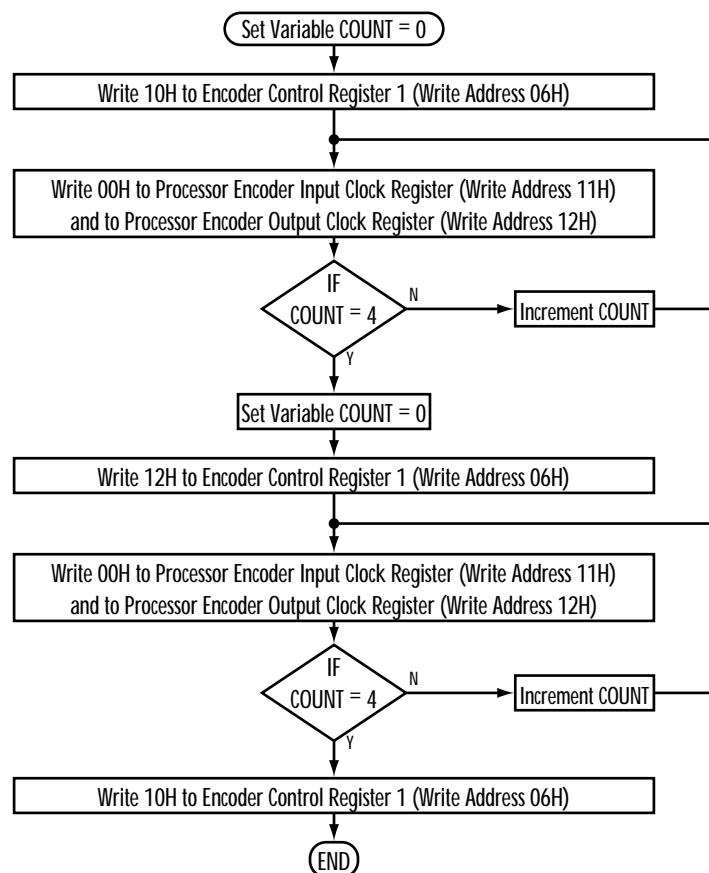 Set Variable COUNT = 0
Write 10H to Encoder Control Register 1 (Write Address 06H)
Write 00H to Processor Encoder Input Clock Register (Write Address 11H)
and to Processor Encoder Output Clock Register (Write Address 12H)
IF
COUNT = 4
N
Increment COUNT
Y
Set Variable COUNT = 0
Write 12H to Encoder Control Register 1 (Write Address 06H)
Write 00H to Processor Encoder Input Clock Register (Write Address 11H)
and to Processor Encoder Output Clock Register (Write Address 12H)
IF
COUNT = 4
N
Increment COUNT
Y
Write 10H to Encoder Control Register 1 (Write Address 06H)
END